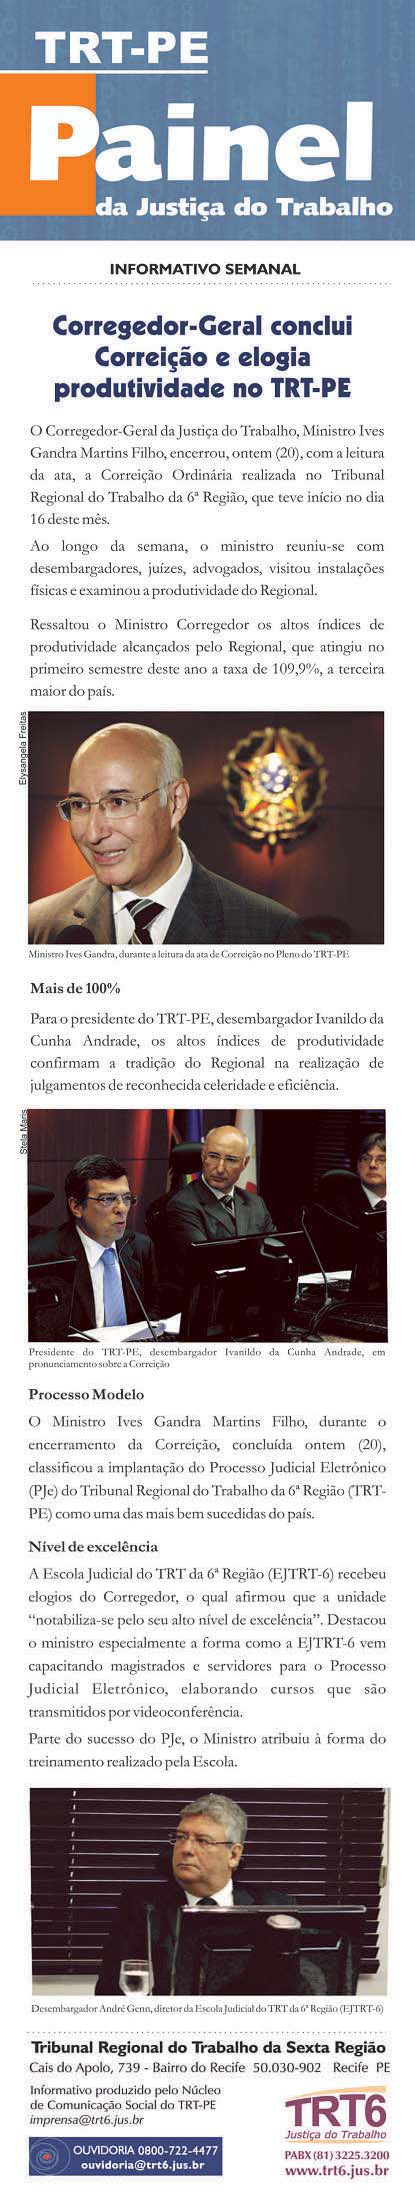 TRT-PE
Painel
da Justiça do Trabalho
INFORMATIVO SEMANAL
Corregedor-Geral conclui
Correição e elogia
produtividade no TRT-PE
O Corregedor-Geral da Justiça do Trabalho, Ministro Ives
Gandra Martins Filho, encerrou, ontem (20), com a leitura
da ata, a Correição Ordinária realizada no Tribunal
Regional do Trabalho da 6ª Região, que teve início no dia
16 deste mês.
Ao longo da semana, o ministro reuniu-se com
desembargadores, juízes, advogados, visitou instalações
físicas e examinou a produtividade do Regional.
Ressaltou o Ministro Corregedor os altos índices de
produtividade alcançados pelo Regional, que atingiu no
primeiro semestre deste ano a taxa de 109,9%, a terceira
maior do país.
Elysangela Freitas
Ministro Ives Gandra, durante a leitura da ata de Correição no Pleno do TRT-PE
Mais de 100%
Para o presidente do TRT-PE, desembargador Ivanildo da
Cunha Andrade, os altos índices de produtividade
confirmam a tradição do Regional na realização de
julgamentos de reconhecida celeridade e eficiência.
Stela Maris
Presidente do TRT-PE, desembargador Ivanildo da Cunha Andrade, em
pronunciamento sobre a Correição
Processo Modelo
O Ministro Ives Gandra Martins Filho, durante o
encerramento da Correição, concluída ontem (20),
classificou a implantação do Processo Judicial Eletrônico
(PJe) do Tribunal Regional do Trabalho da 6ª Região (TRT-
PE) como uma das mais bem sucedidas do país.
Nível de excelência
A Escola Judicial do TRT da 6ª Região (EJTRT-6) recebeu
elogios do Corregedor, o qual afirmou que a unidade
“notabiliza-se pelo seu alto nível de excelência”. Destacou
o ministro especialmente a forma como a EJTRT-6 vem
capacitando magistrados e servidores para o Processo
Judicial Eletrônico, elaborando cursos que são
transmitidos por videoconferência.
Parte do sucesso do PJe, o Ministro atribuiu à forma do
treinamento realizado pela Escola.
Desembargador André Genn, diretor da Escola Judicial do TRT da 6ª Região (EJTRT-6)
Tribunal Regional do Trabalho da Sexta Região
Cais do Apolo, 739 - Bairro do Recife 50.030-902 Recife PE
Informativo produzido pelo Núcleo
de Comunicação Social do TRT-PE
imprensa@trt6.jus.br
OUVIDORIA 0800-722-4477
ouvidoria@trt6.jus.br
TRT6
Justiça do Trabalho
PABX (81) 3225.3200
www.trt6.jus.br